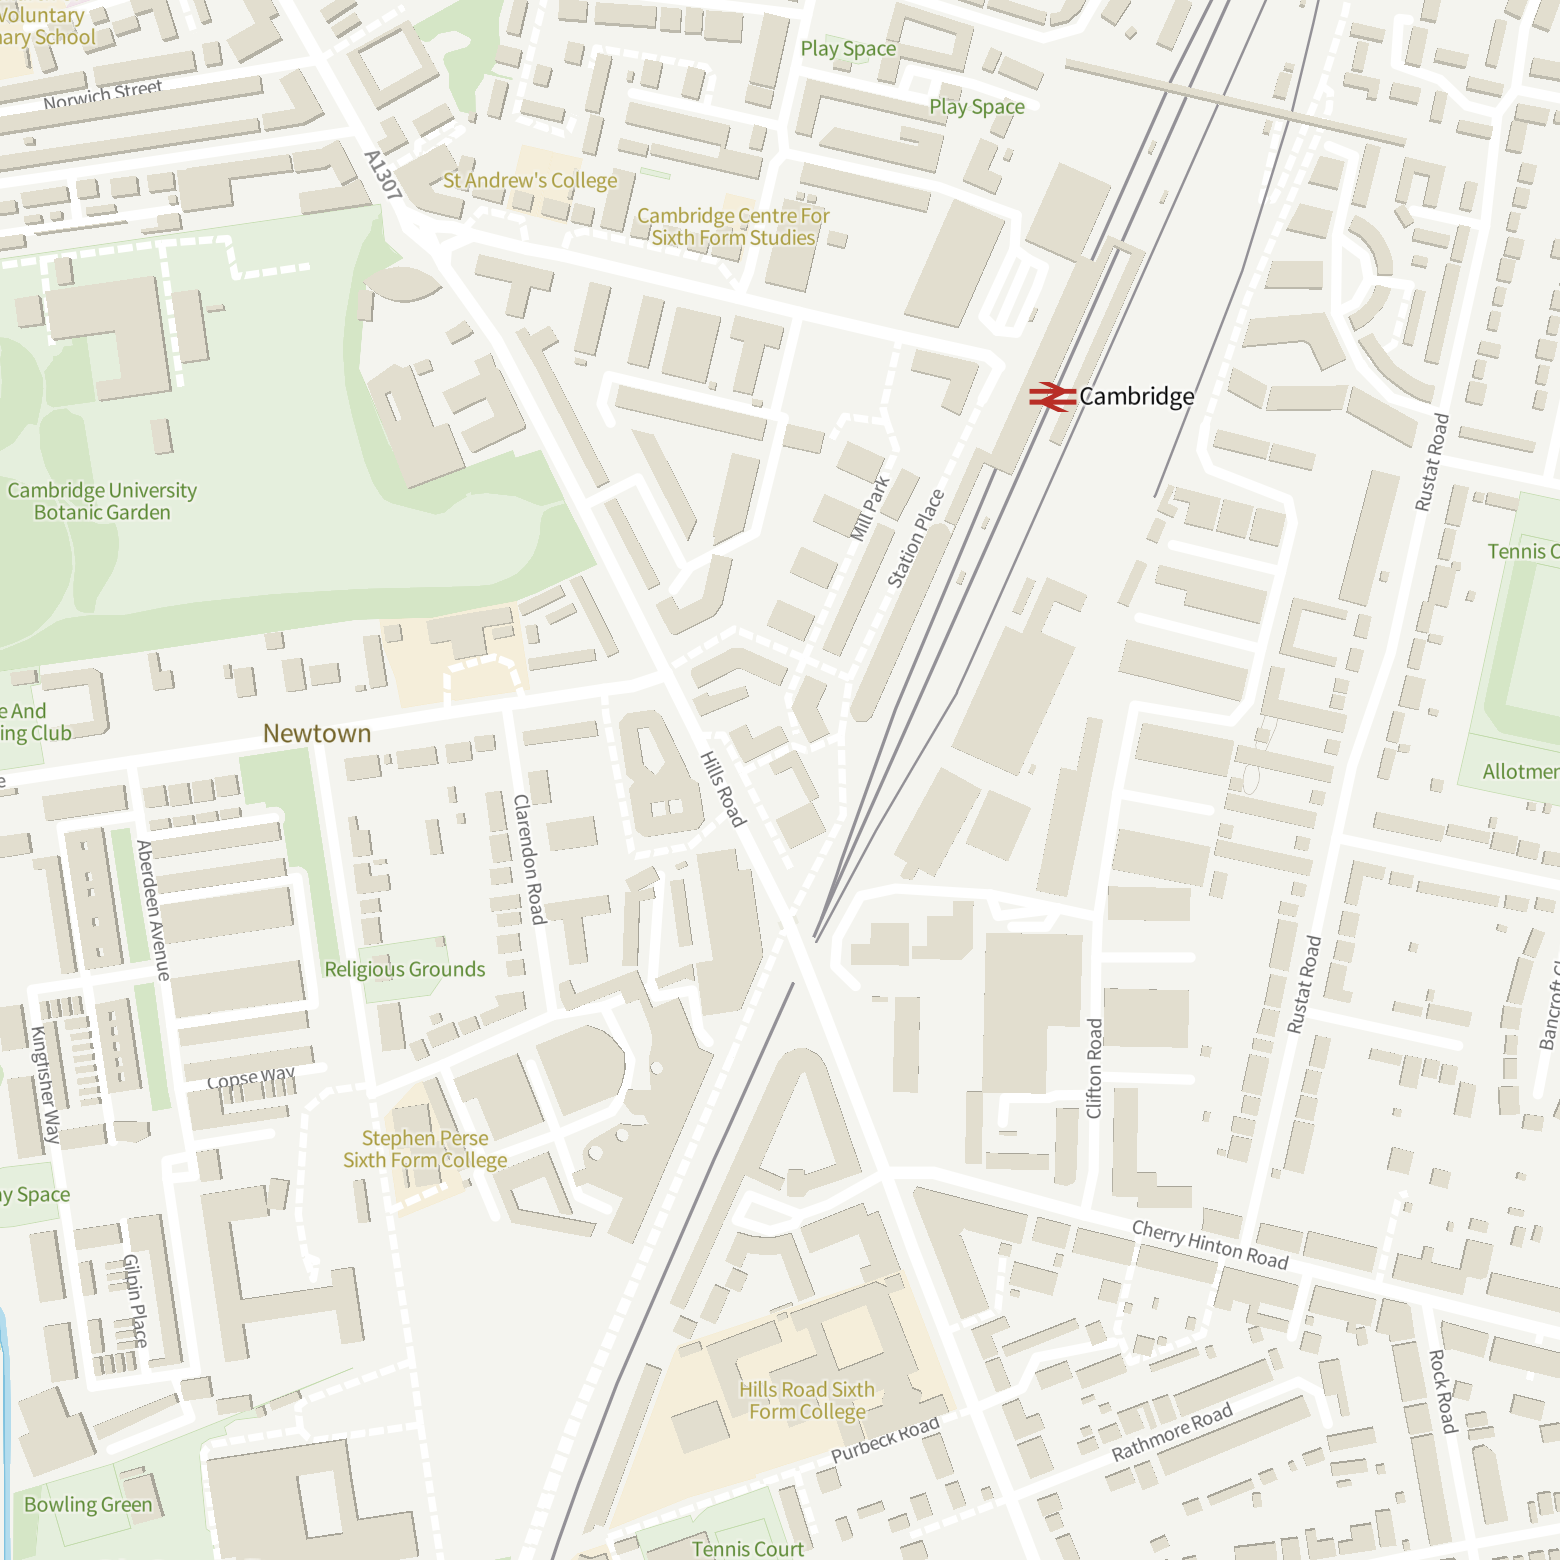 Voluntary
ary School
Play Space
Norwich Street
Play Space
A1307
St Andrew's College
Cambridge Centre For
Sixth Form Studies
Cambridge
Rustat Road
Cambridge University
Botanic Garden
Mill Park
Station Place
Tennis C
e And
ing Club
Newtown
Hills Road
Allotmen
Clarendon Road
Aberdeen Avenue
Religious Grounds
Rustat Road
Bancroft Cl
Kingfisher Way
Copse Way
Clifton Road
Stephen Perse
Sixth Form College
ay Space
Cherry Hinton Road
Gilpin Place
Hills Road Sixth
Form College
Rock Road
Purbeck Road
Rathmore Road
Bowling Green
Tennis Court